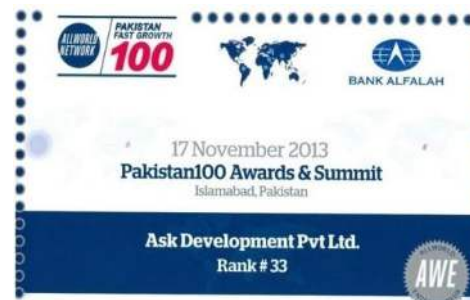 ALLWORLD
NETWORK
PAKISTAN
FAST GROWTH
100
BANK ALFALAH
17 November 2013
Pakistan100 Awards & Summit
Islamabad, Pakistan
Ask Development Pvt Ltd.
Rank # 33
ALLWORLD
AWE